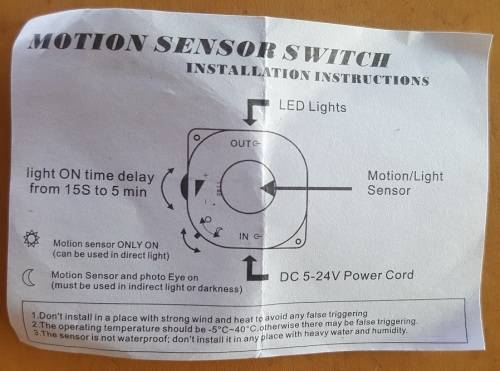 MOTION SENSOR SWITCH
INSTALLATION INSTRUCTIONS
LED Lights
OUT
light ON time delay
from 15S to 5 min
+
-
Motion/Light
Sensor
Motion sensor ONLY ON
(can be used in direct light)
IN
Motion Sensor and photo Eye on
(must be used in indirect light or darkness)
DC 5-24V Power Cord
1.Don't install in a place with strong wind and heat to avoid any false triggering
2.The operating temperature should be -5°C~40°C,otherwise there may be false triggering.
3.The sensor is not waterproof; don't install it in any place with heavy water and humidity.